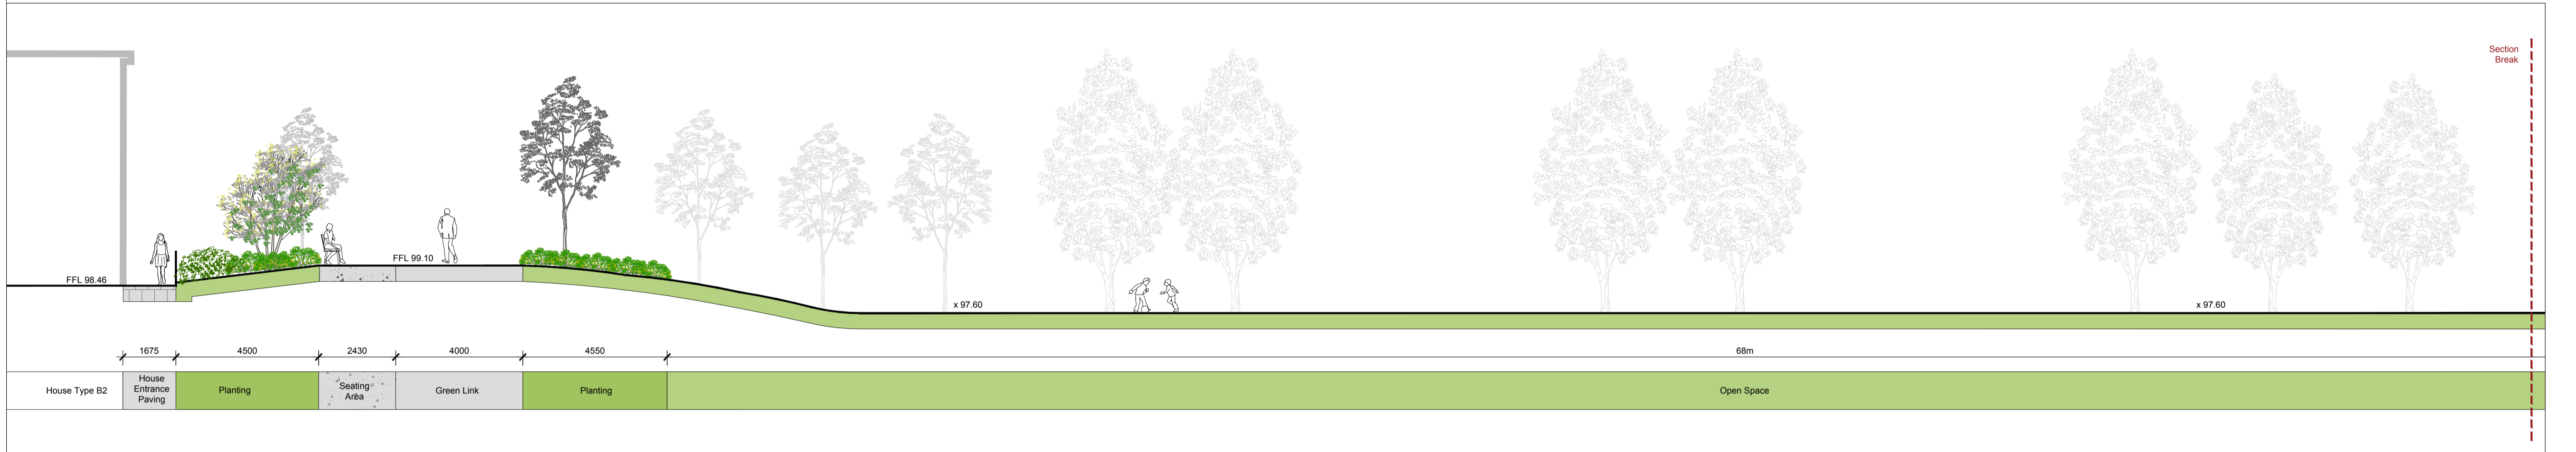 Section
Break
FFL 98.46
FFL 99.10
x 97.60
x 97.60
1675
4500
2430
4000
4550
68m
House Type B2
House
Entrance
Paving
Planting
Seating
Area
Green Link
Planting
Open Space